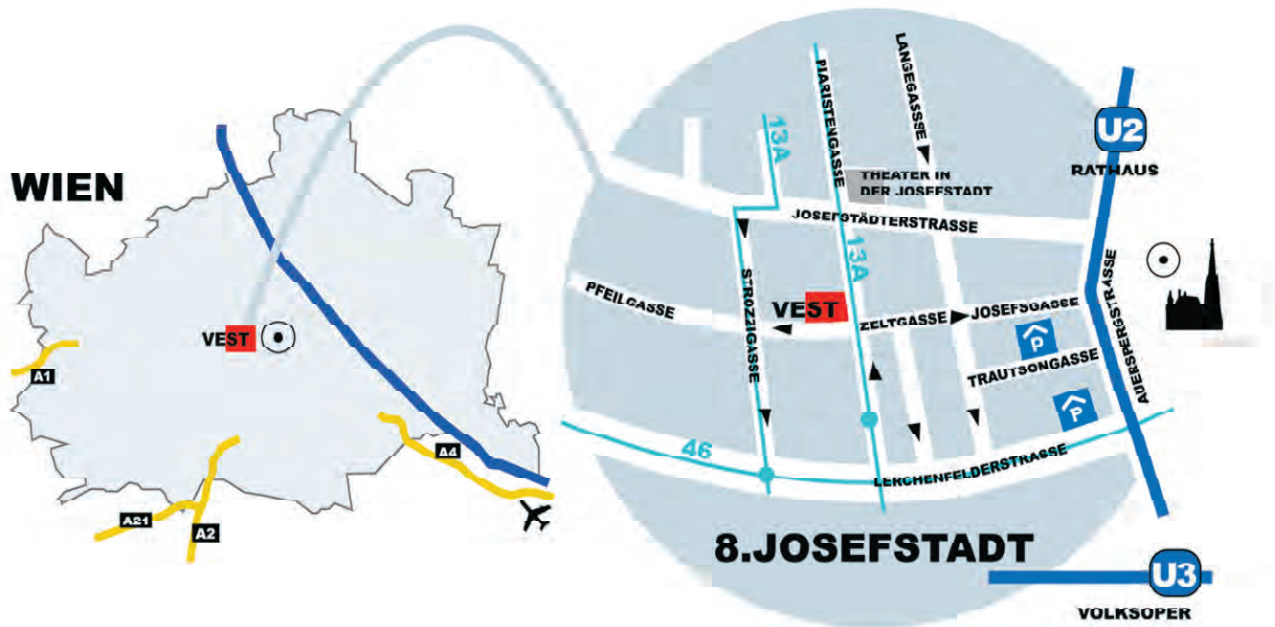 WIEN
VEST
A1
A21
A2
A4
LANGEGASSSE
PIARISTENGASSE
13A
U2
RATHAUS
THEATER IN
DER JOSEFSTADT
JOSEFSTÄDTERSTRASSE
13A
STROZZIGASSE
PFEILGASSE
VEST
ZELTGASSE
JOSEFSGASSE
AUERSPERGSTRASSE
P
TRAUTSONGASSE
P
46
LERCHENFELDERSTRASSE
8.JOSEFSTADT
U3
VOLKSOPER